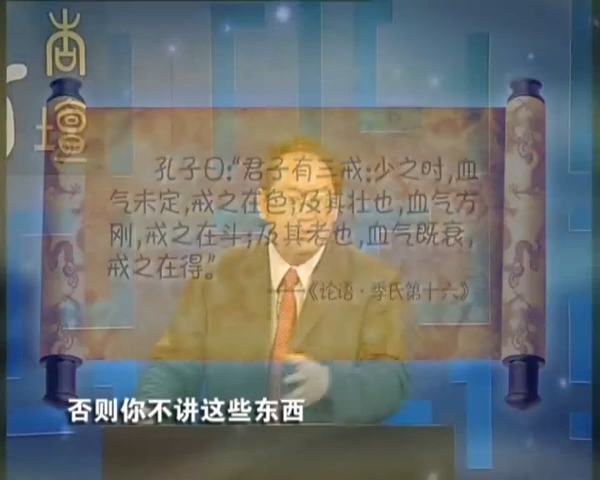 杏
壇
孔子曰:“君子有三戒:少之时,血
气未定,戒之在色;及其壮也,血气方
刚,戒之在斗;及其老也,血气既衰,
戒之在得。”
——《论语·季氏第十六》
否则你不讲这些东西